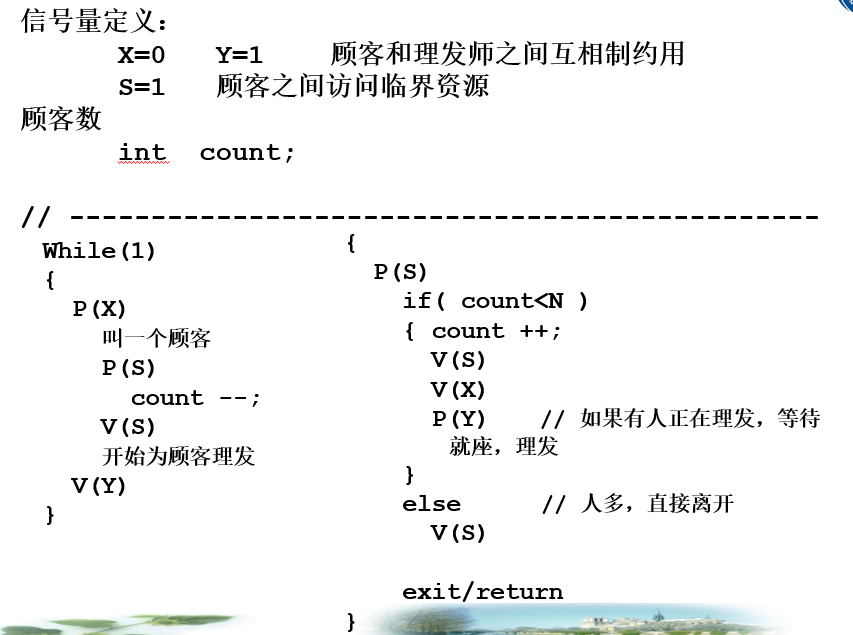 信号量定义：
X=0 Y=1 顾客和理发师之间互相制约用
S=1 顾客之间访问临界资源
顾客数
int count;
// ----------------------------------------------
While(1)
{
P(X)
叫一个顾客
P(S)
count --;
V(S)
开始为顾客理发
V(Y)
}
{
P(S)
if( count<N )
{ count ++;
V(S)
V(X)
P(Y) // 如果有人正在理发，等待
就座，理发
}
else // 人多，直接离开
V(S)
exit/return
}